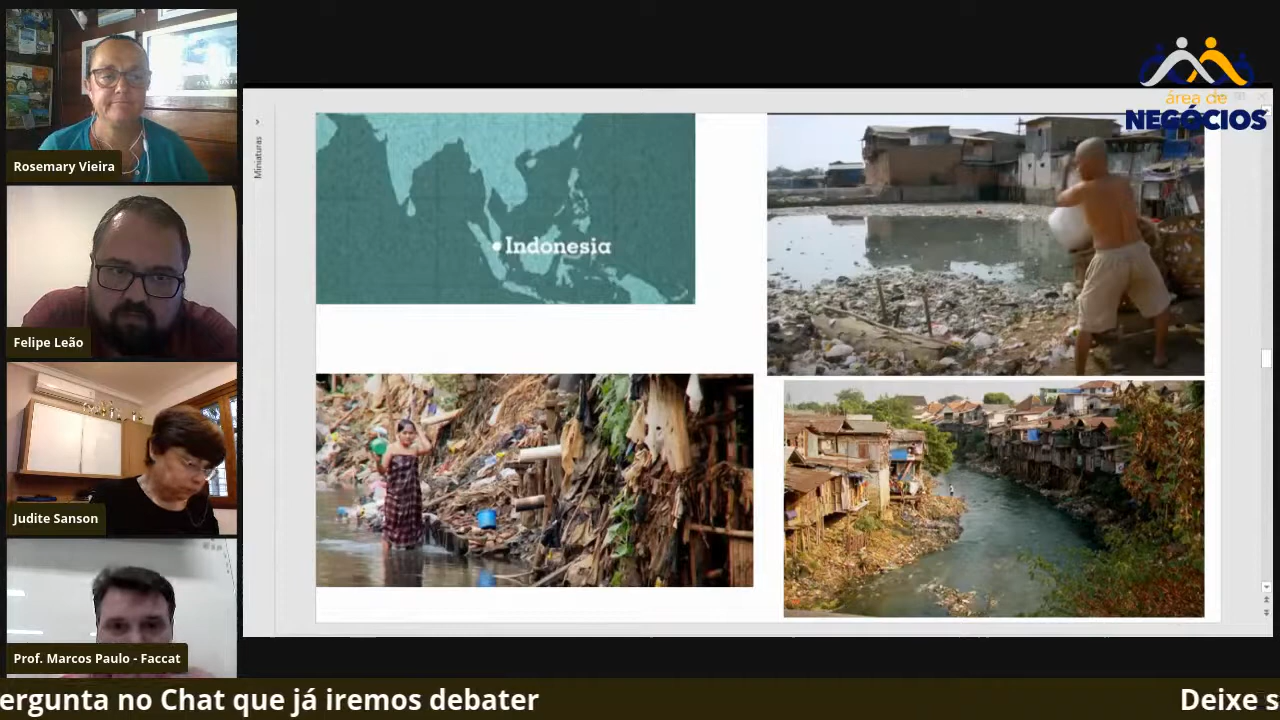 Rosemary Vieira
Felipe Leão
Judite Sanson
Prof. Marcos Paulo - Faccat
Miniaturas
Indonesia
área de
NEGÓCIOS
ergunta no Chat que já iremos debater
Deixe s